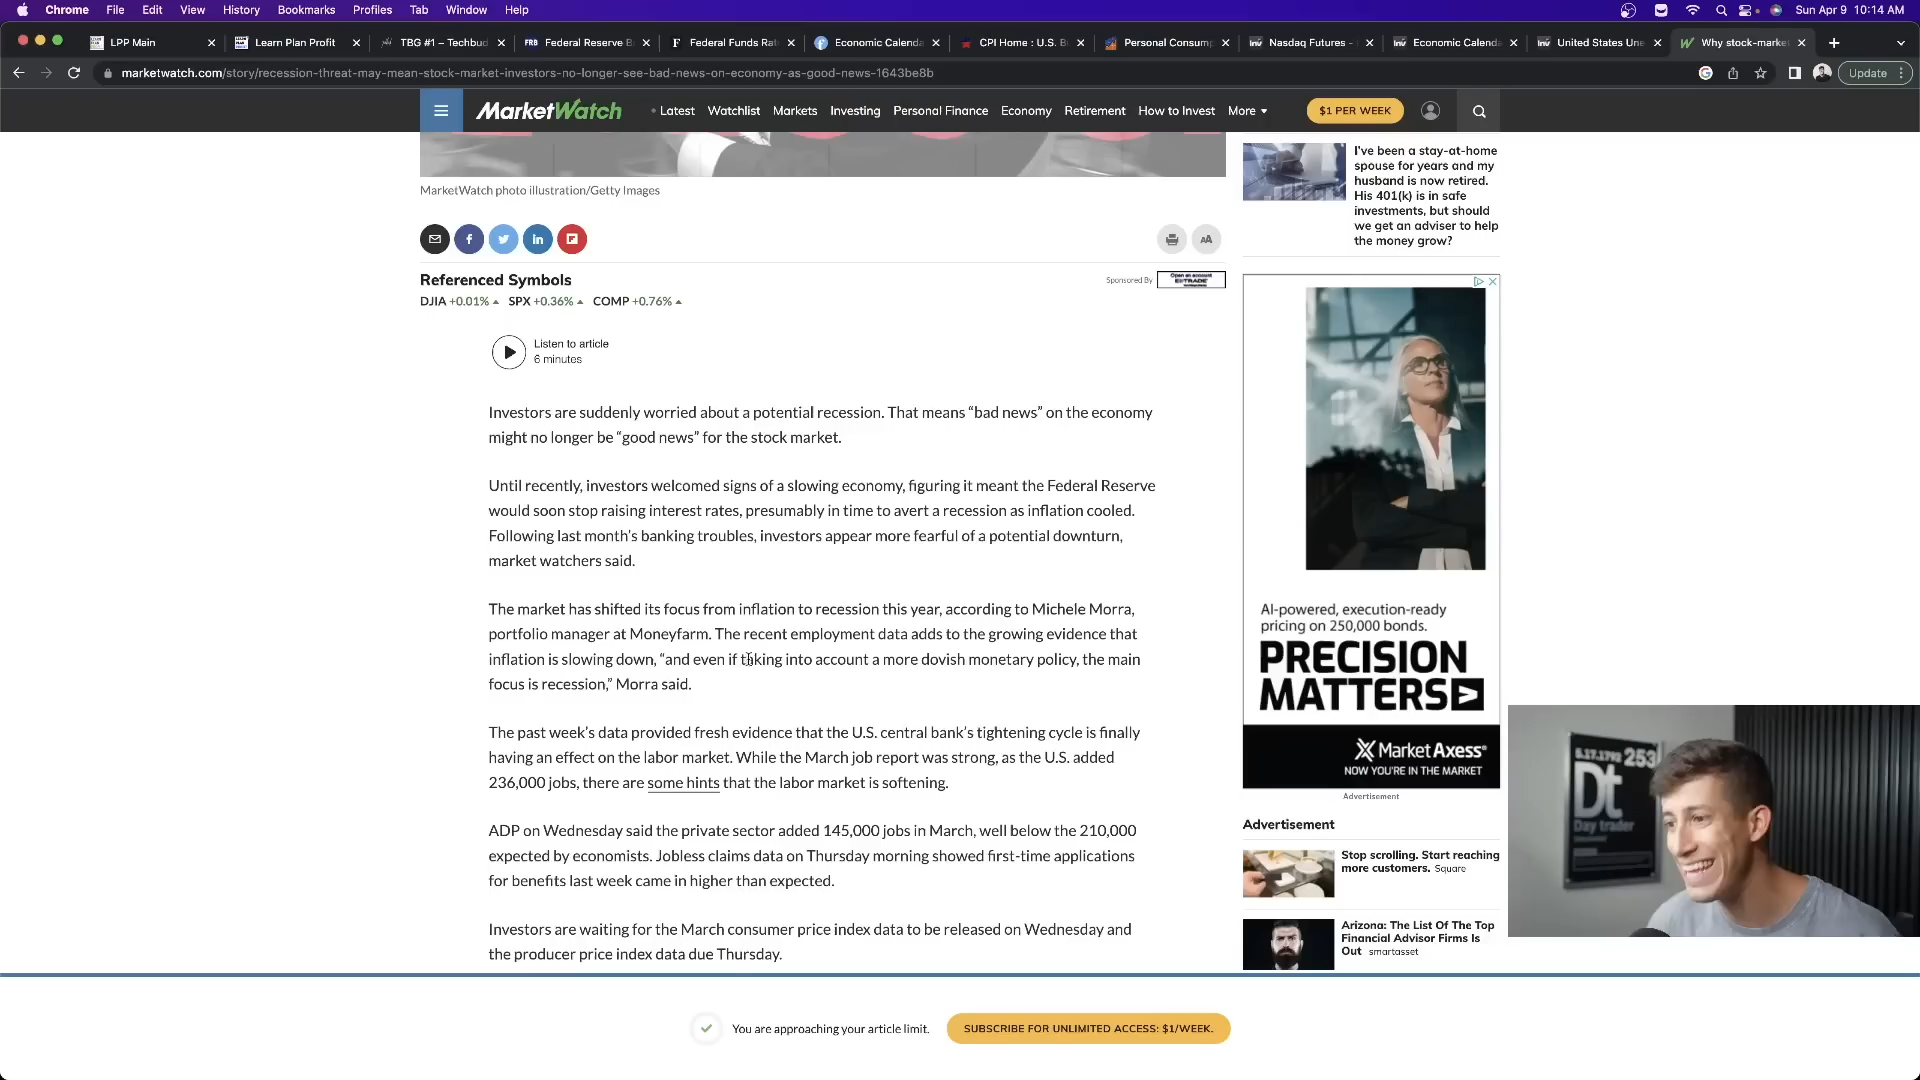 Chrome File Edit View History Bookmarks Profiles Tab Window Help Sun Apr 9 10:14 AM
LPP Main Learn Plan Profit TBG #1 – Techbud Federal Reserve B Federal Funds Rat Economic Calenda CPI Home : U.S. B Personal Consump Nasdaq Futures - Economic Calenda United States Une Why stock-marke
marketwatch.com/story/recession-threat-may-mean-stock-market-investors-no-longer-see-bad-news-on-economy-as-good-news-1643be8b Update
MarketWatch Latest Watchlist Markets Investing Personal Finance Economy Retirement How to Invest More $1 PER WEEK
MarketWatch photo illustration/Getty Images
Referenced Symbols
Sponsored By
DJIA +0.01% SPX +0.36% COMP +0.76%
Listen to article
6 minutes
Investors are suddenly worried about a potential recession. That means “bad news” on the economy
might no longer be “good news” for the stock market.
Until recently, investors welcomed signs of a slowing economy, figuring it meant the Federal Reserve
would soon stop raising interest rates, presumably in time to avert a recession as inflation cooled.
Following last month’s banking troubles, investors appear more fearful of a potential downturn,
market watchers said.
The market has shifted its focus from inflation to recession this year, according to Michele Morra,
portfolio manager at Moneyfarm. The recent employment data adds to the growing evidence that
inflation is slowing down, “and even if taking into account a more dovish monetary policy, the main
focus is recession,” Morra said.
The past week’s data provided fresh evidence that the U.S. central bank’s tightening cycle is finally
having an effect on the labor market. While the March job report was strong, as the U.S. added
236,000 jobs, there are some hints that the labor market is softening.
ADP on Wednesday said the private sector added 145,000 jobs in March, well below the 210,000
expected by economists. Jobless claims data on Thursday morning showed first-time applications
for benefits last week came in higher than expected.
Investors are waiting for the March consumer price index data to be released on Wednesday and
the producer price index data due Thursday.
I’ve been a stay-at-home
spouse for years and my
husband is now retired.
His 401(k) is in safe
investments, but should
we get an adviser to help
the money grow?
AI-powered, execution-ready
pricing on 250,000 bonds.
PRECISION
MATTERS
MarketAxess®
NOW YOU’RE IN THE MARKET
Advertisement
Advertisement
Stop scrolling. Start reaching
more customers. Square
Arizona: The List Of The Top
Financial Advisor Firms Is
Out smartasset
253
Dt
Day trader
You are approaching your article limit. SUBSCRIBE FOR UNLIMITED ACCESS: $1/WEEK.